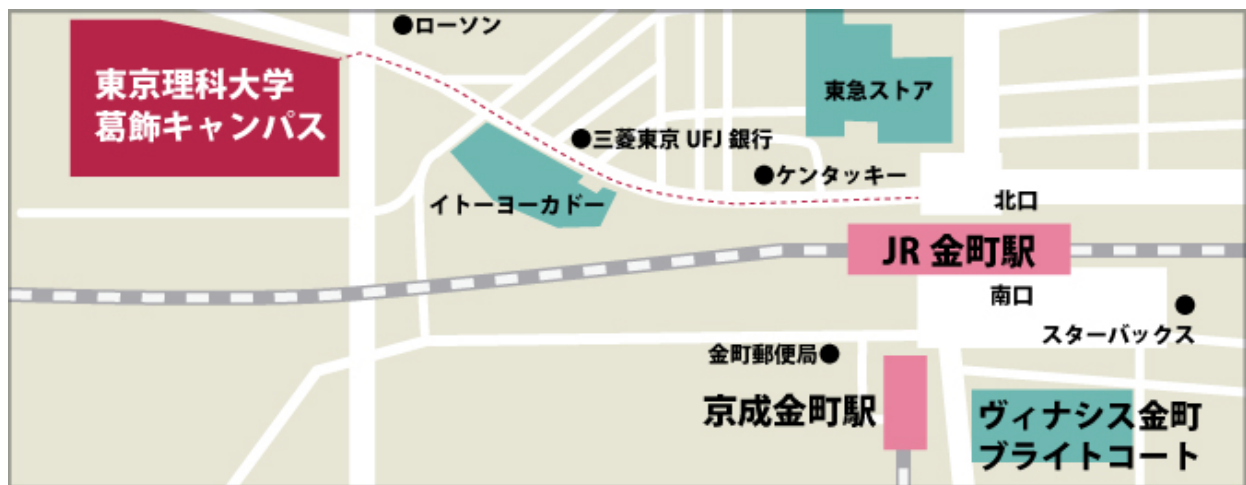 ローソン
東京理科大学
葛飾キャンパス
東急ストア
三菱東京 UFJ 銀行
ケンタッキー
イトーヨーカドー
北口
JR 金町駅
南口
スターバックス
金町郵便局
京成金町駅
ヴィナシス金町
ブライトコート